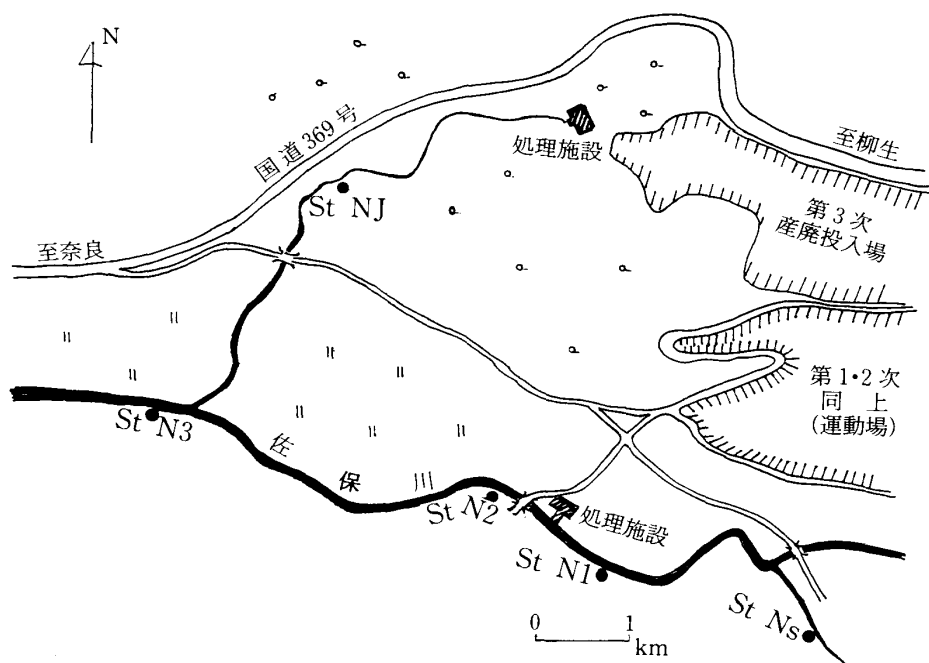 N
国道369号
至柳生
処理施設
第3次
産廃投入場
St NJ
至奈良
第1・2次
同上
(運動場)
St N3
佐保川
St N2
処理施設
St N1
St Ns
0 1
km